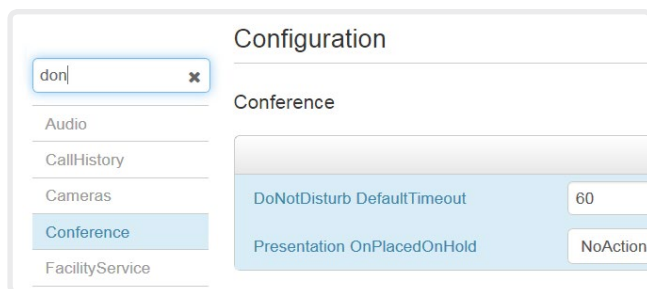 Configuration
don
Conference
Audio
CallHistory
Cameras
DoNotDisturb DefaultTimeout
60
Conference
Presentation OnPlacedOnHold
NoAction
FacilityService